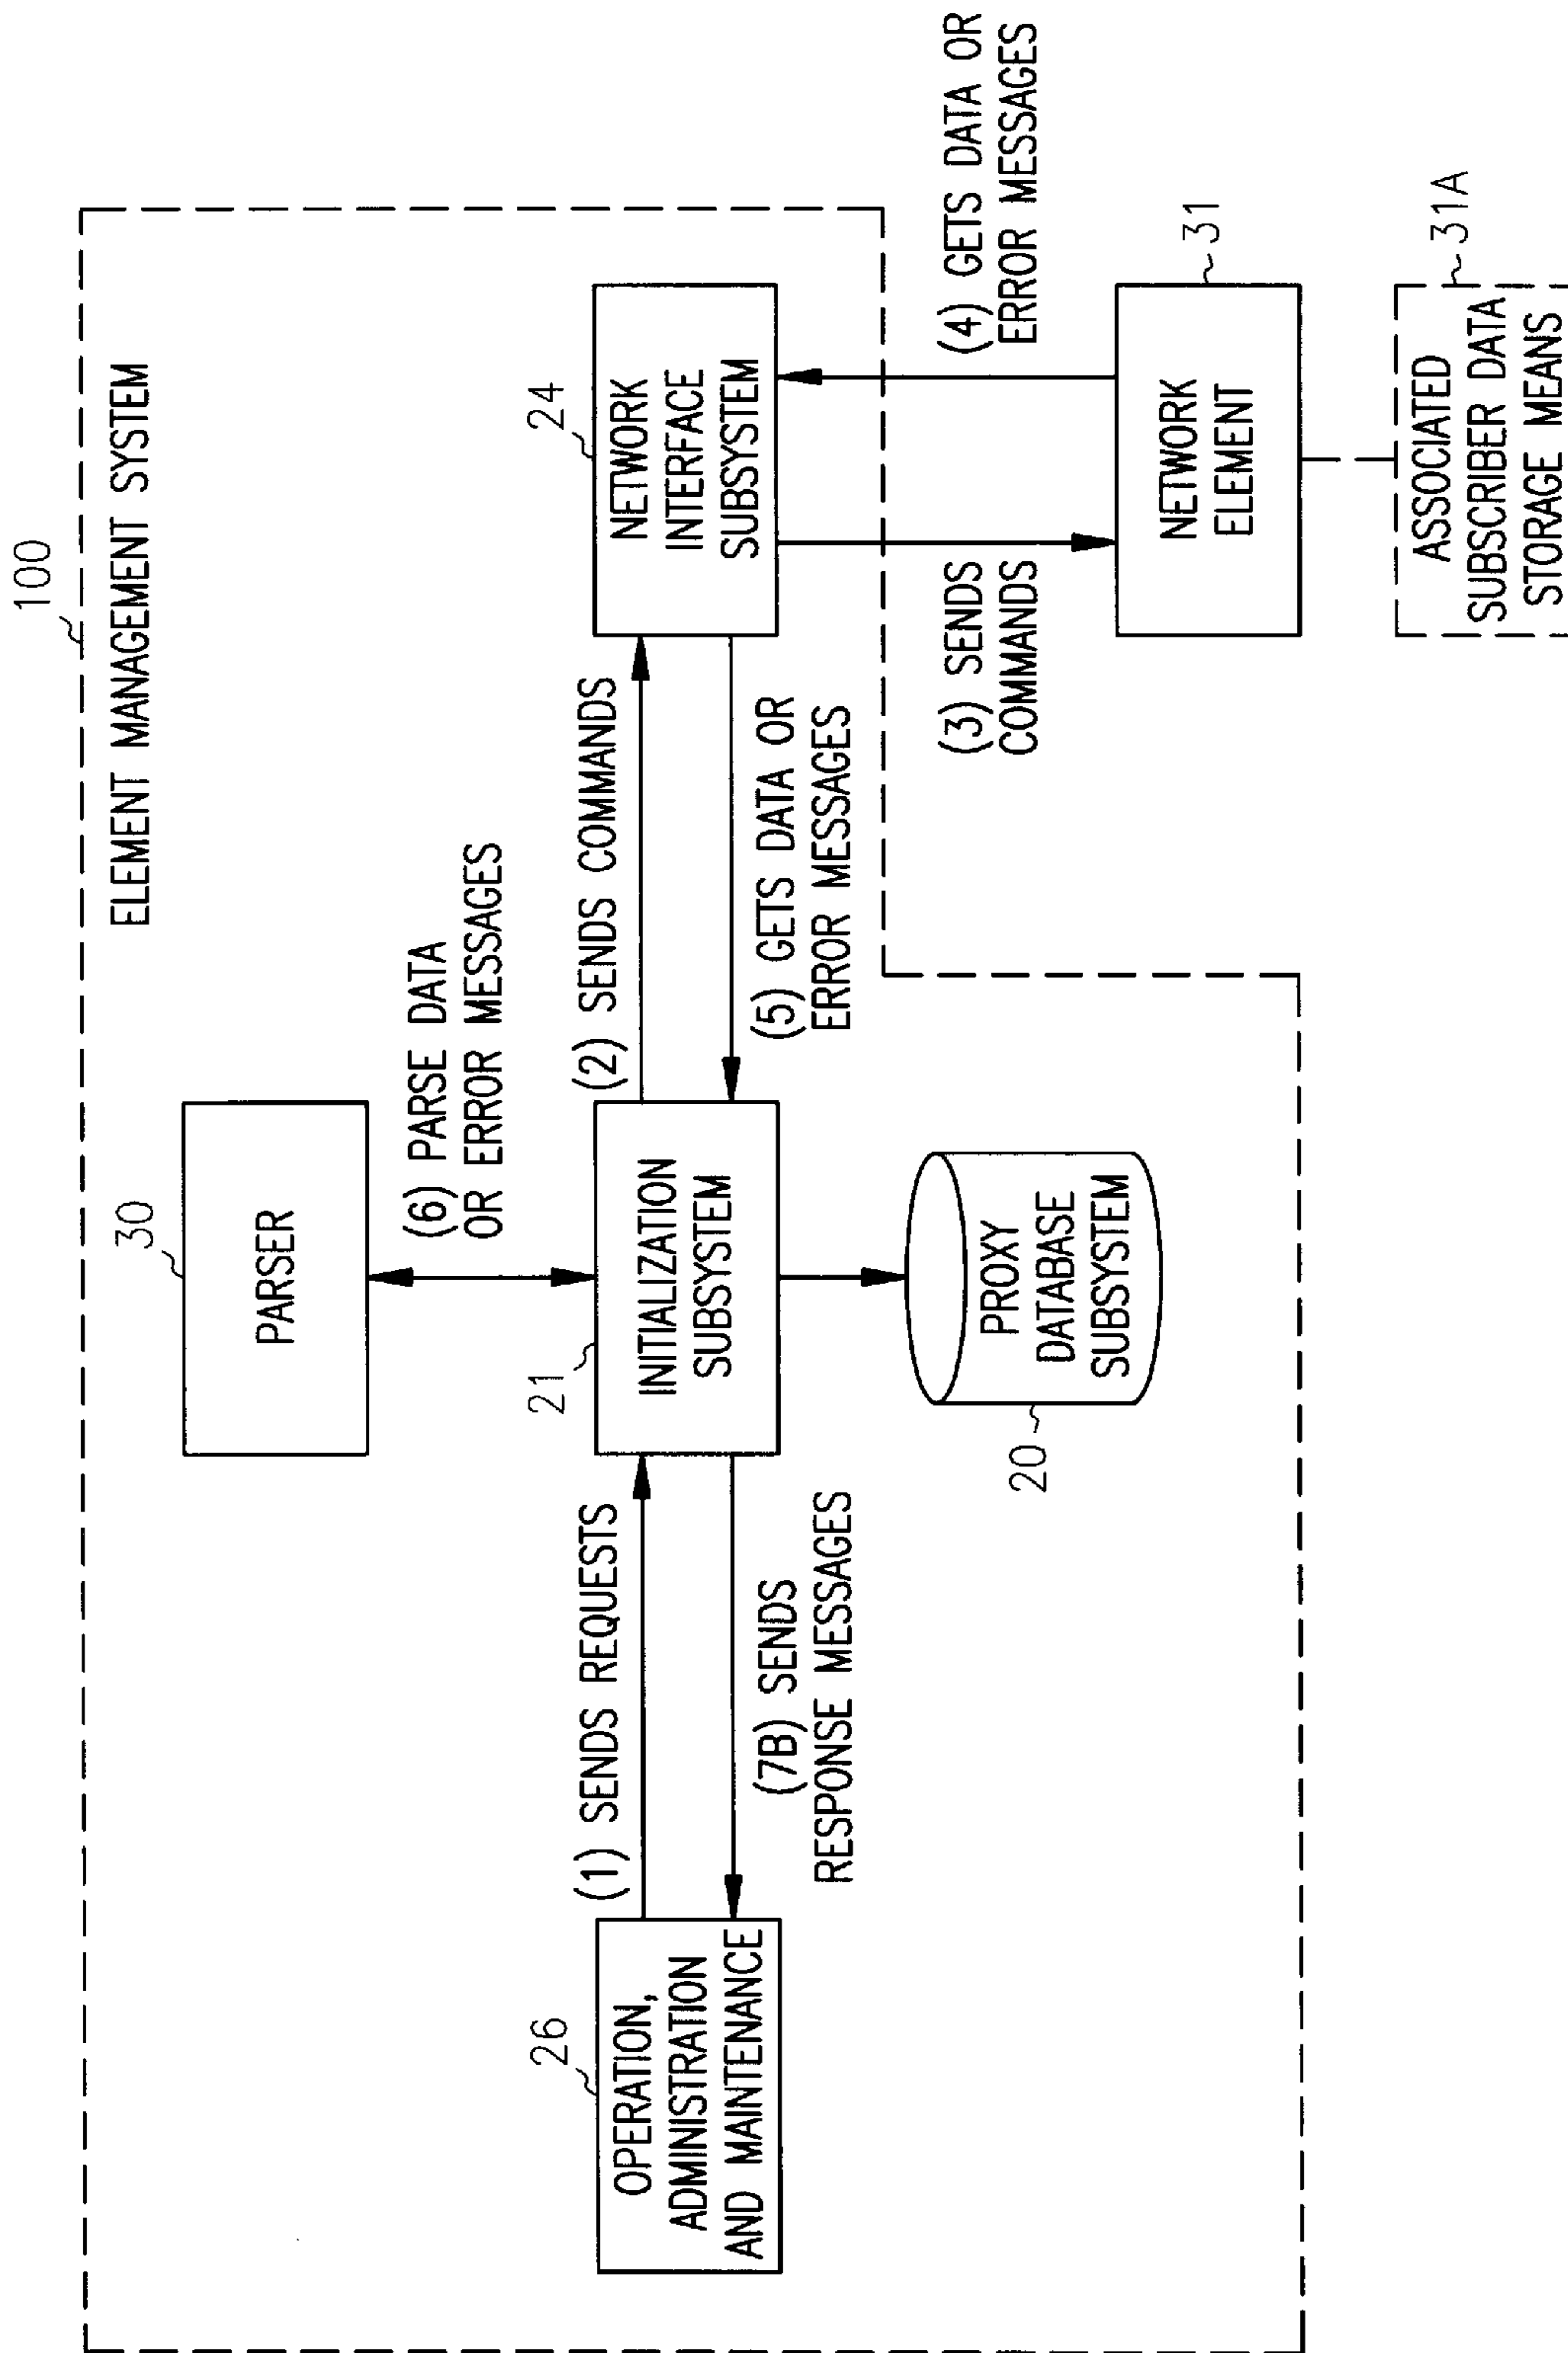 100
ELEMENT MANAGEMENT SYSTEM
30
PARSER
(6) PARSE DATA
OR ERROR MESSAGES
26
OPERATION,
ADMINISTRATION
AND MAINTENANCE
(1) SENDS REQUESTS
(7B) SENDS
RESPONSE MESSAGES
21
INITIALIZATION
SUBSYSTEM
(2) SENDS COMMANDS
(5) GETS DATA OR
ERROR MESSAGES
24
NETWORK
INTERFACE
SUBSYSTEM
20
PROXY
DATABASE
SUBSYSTEM
(3) SENDS
COMMANDS
(4) GETS DATA OR
ERROR MESSAGES
31
NETWORK
ELEMENT
31A
ASSOCIATED
SUBSCRIBER DATA
STORAGE MEANS